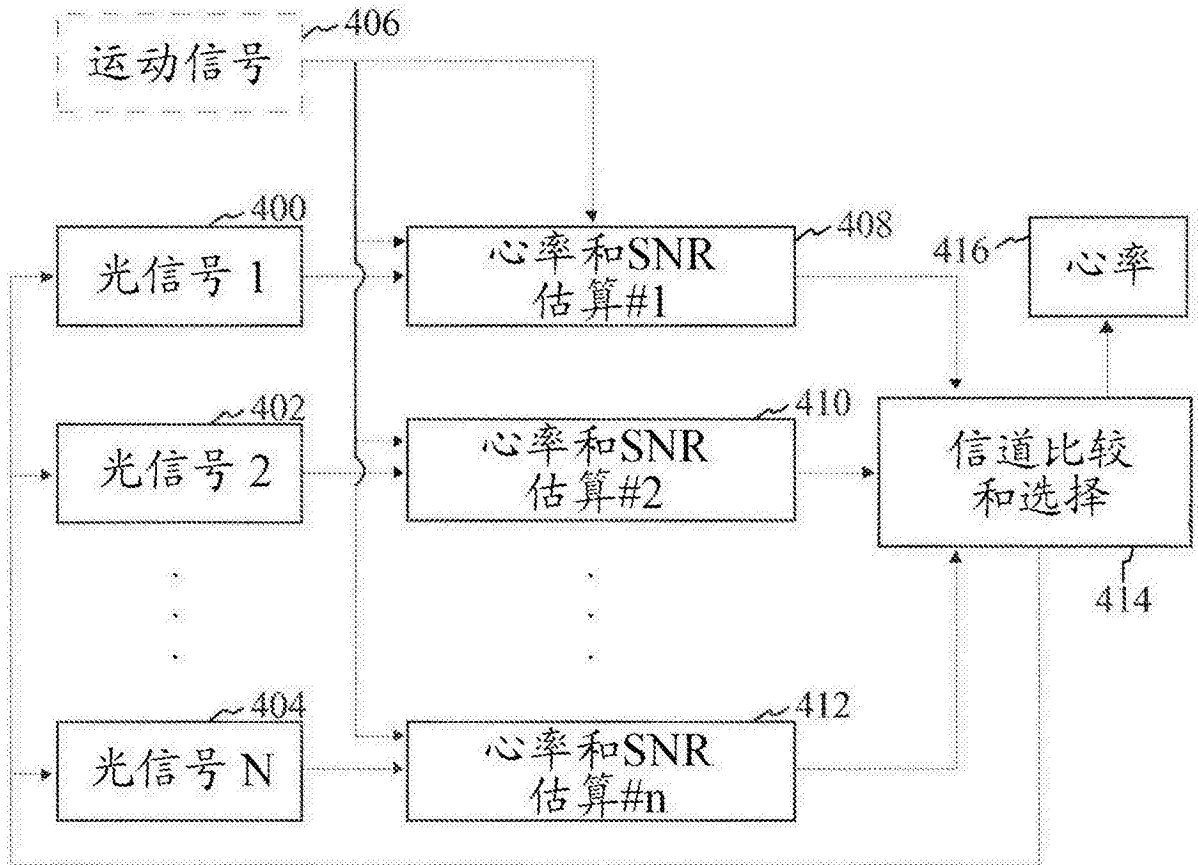 运动信号
406
400
光信号 1
心率和SNR
估算#1
408
416
心率
402
光信号 2
心率和SNR
估算#2
410
信道比较
和选择
414
404
光信号 N
心率和SNR
估算#n
412